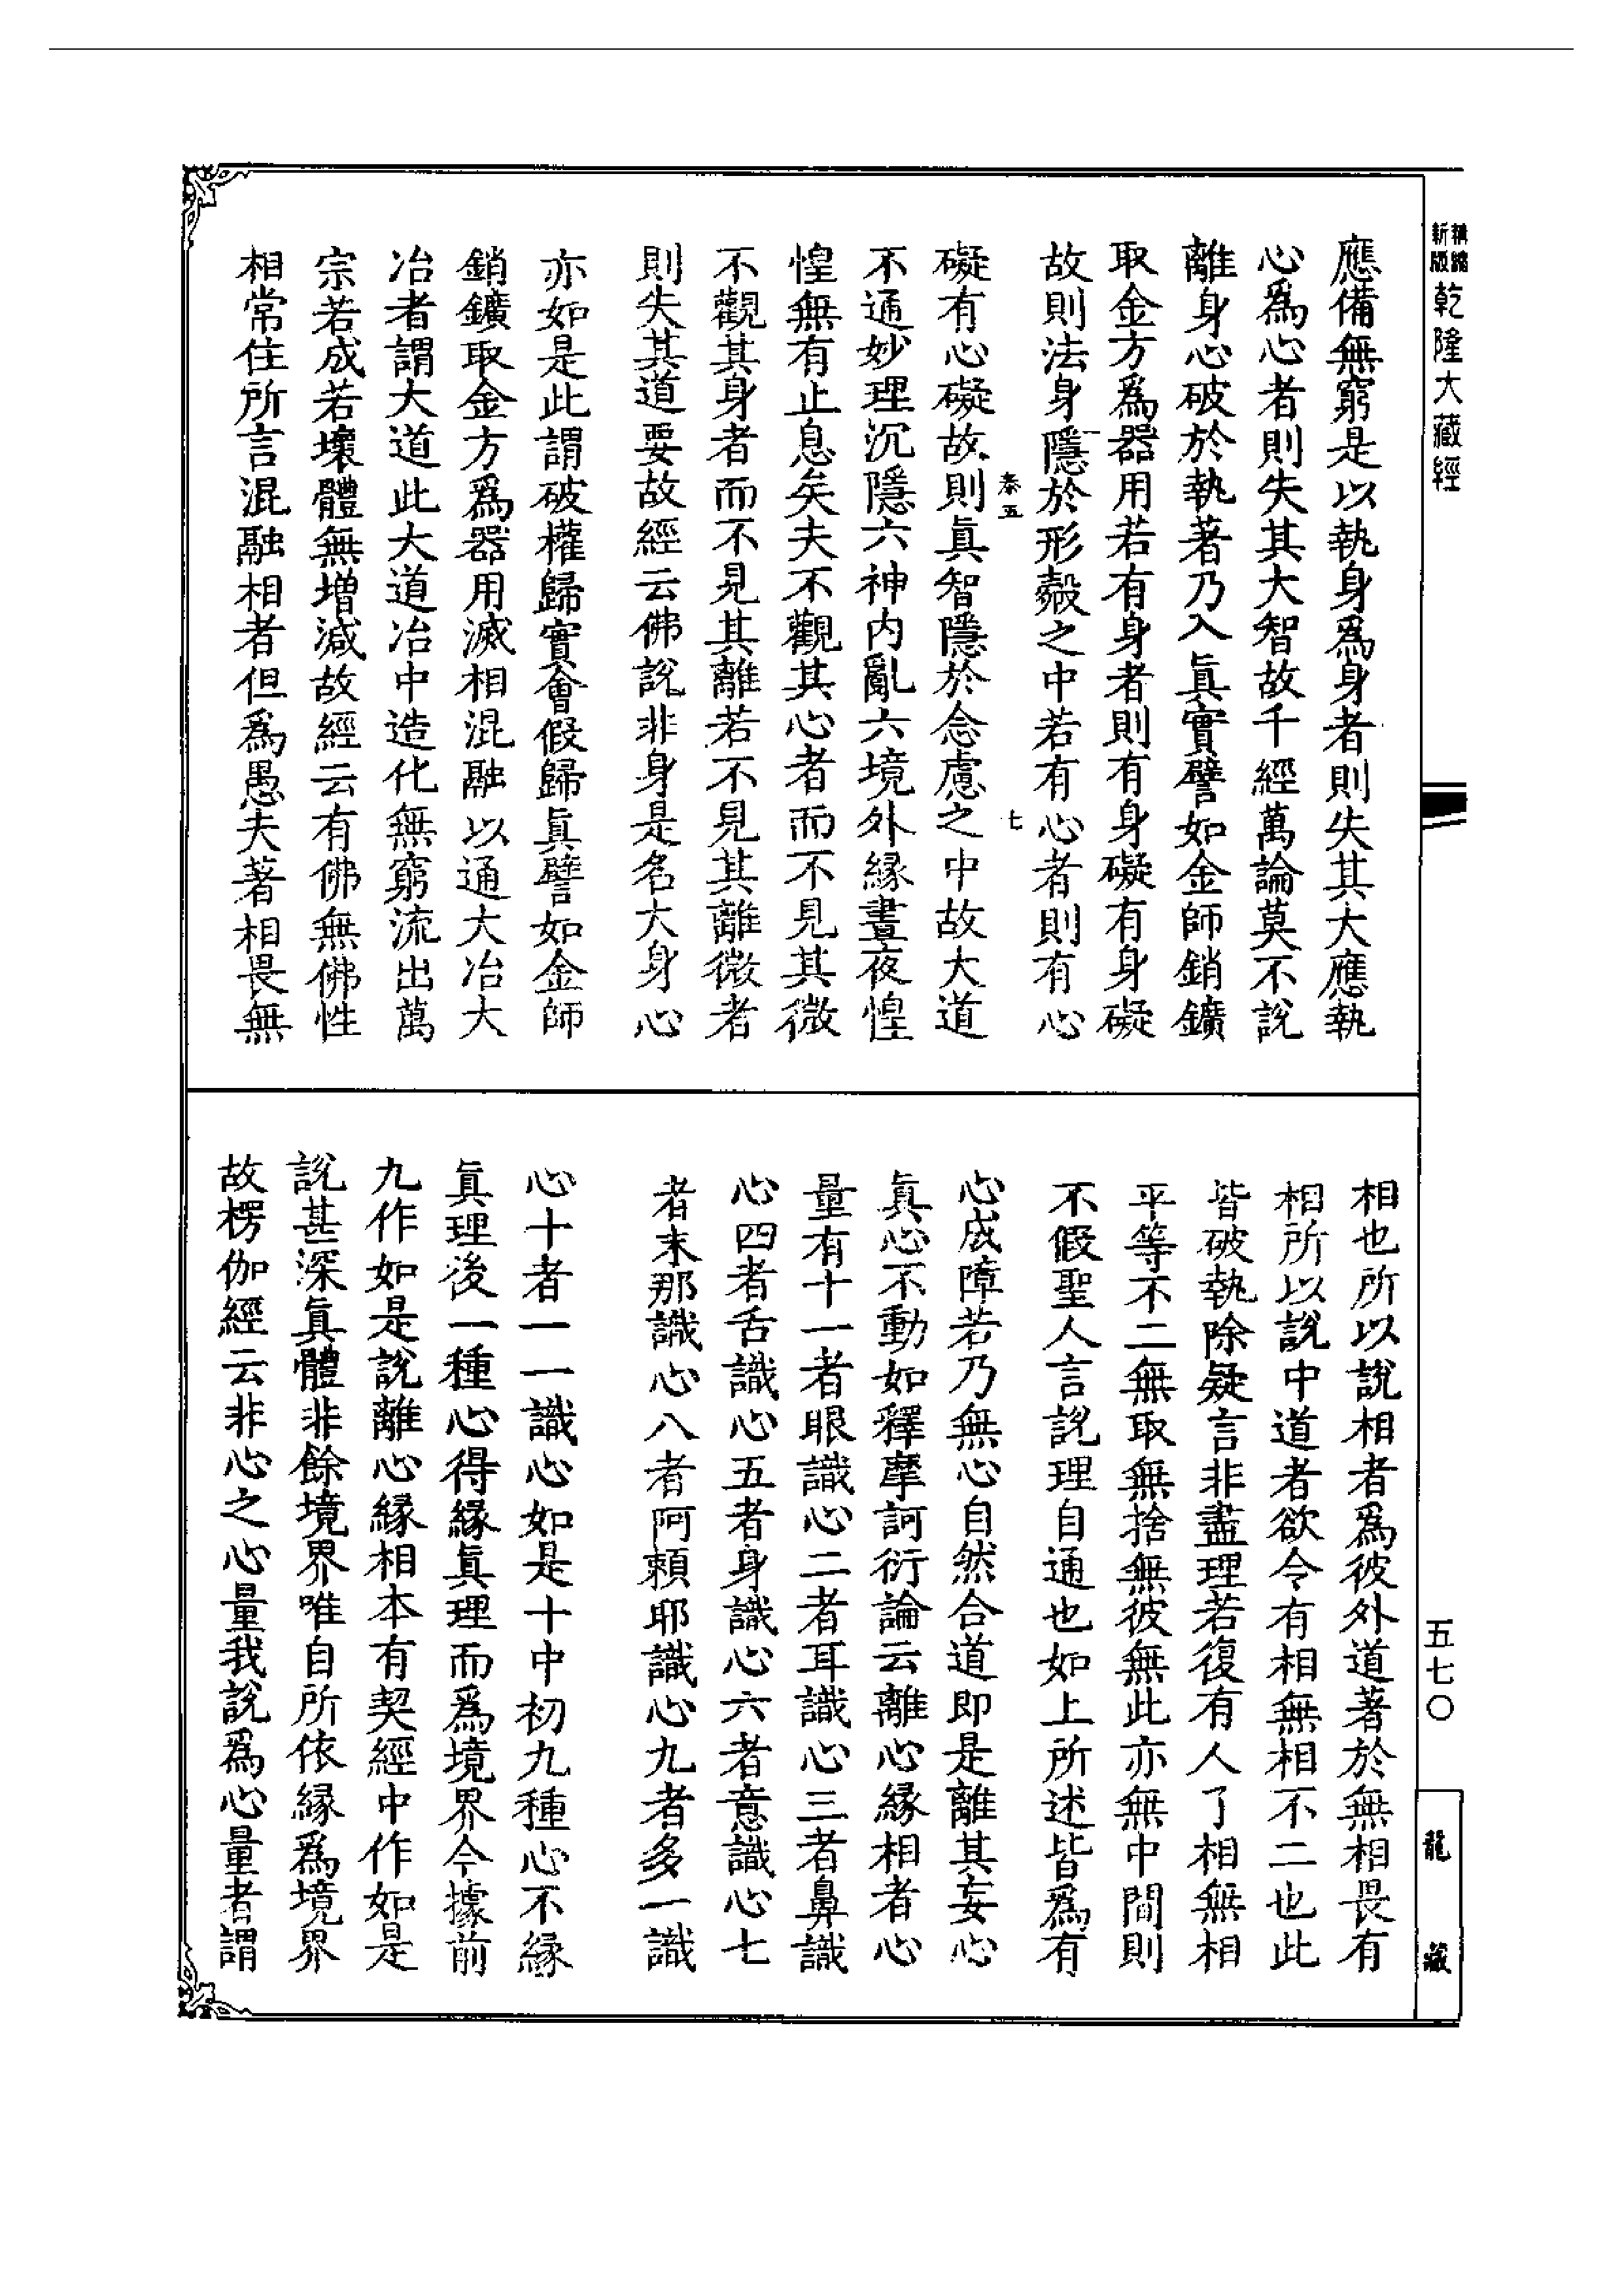 精縮
新版
乾隆大藏經
應備無窮是以執身爲身者則失其大應執
心爲心者則失其大智故千經萬論莫不說
離身心破於執著乃入眞實譬如金師銷鑛
取金方爲器用若有身者則有身礙有身礙
故則法身隱於形殼之中若有心者則有心
秦五
七
礙有心礙故則眞智隱於念慮之中故大道
不通妙理沉隱六神内亂六境外緣晝夜惶
惶無有止息矣夫不觀其心者而不見其微
不觀其身者而不見其離若不見其離微者
則失其道要故經云佛說非身是名大身心
亦如是此謂破權歸實會假歸眞譬如金師
銷鑛取金方爲器用滅相混融以通大冶大
冶者謂大道此大道冶中造化無窮流出萬
宗若成若壞體無增減故經云有佛無佛性
相常住所言混融相者但爲愚夫著相畏無
相也所以說相者爲彼外道著於無相畏有
相所以說中道者欲令有相無相不二也此
皆破執除疑言非盡理若復有人了相無相
平等不二無取無捨無彼無此亦無中間則
不假聖人言說理自通也如上所述皆爲有
心成障若乃無心自然合道即是離其妄心
眞心不動如釋摩訶衍論云離心緣相者心
量有十一者眼識心二者耳識心三者鼻識
心四者舌識心五者身識心六者意識心七
者末那識心八者阿賴耶識心九者多一識
心十者一一識心如是十中初九種心不緣
眞理後一種心得緣眞理而爲境界今據前
九作如是說離心緣相本有契經中作如是
說甚深眞體非餘境界唯自所依緣爲境界
故楞伽經云非心之心量我說爲心量者謂
五七〇
龍
藏